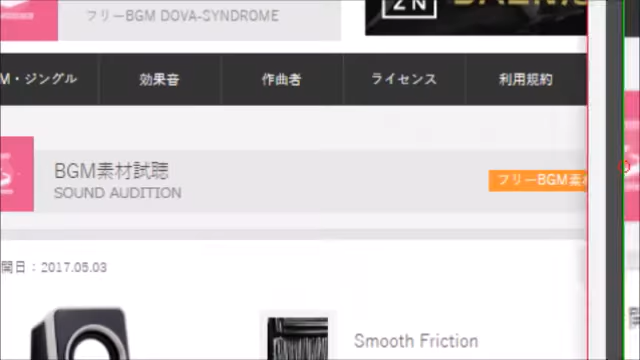 フリーBGM DOVA-SYNDROME
ZN
M・ジングル
効果音
作曲者
ライセンス
利用規約
BGM素材試聴
SOUND AUDITION
フリーBGM素
開日：2017.05.03
Smooth Friction